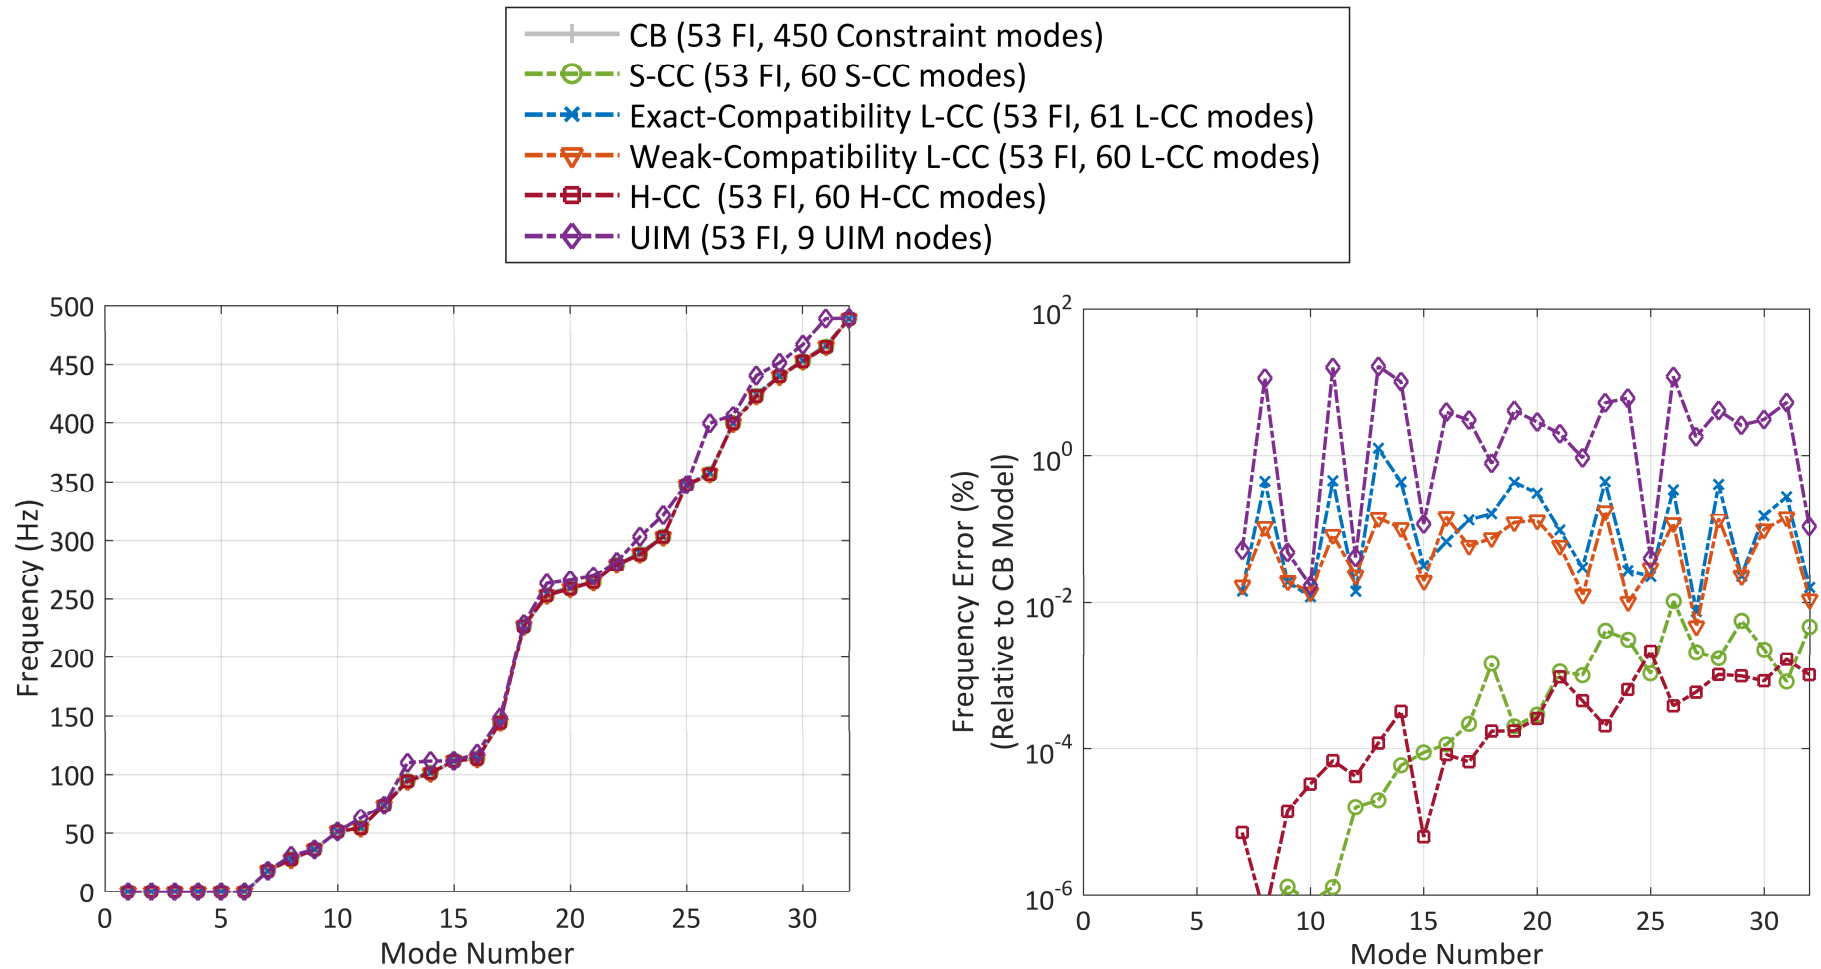 CB (53 FI, 450 Constraint modes)
S-CC (53 FI, 60 S-CC modes)
Exact-Compatibility L-CC (53 FI, 61 L-CC modes)
Weak-Compatibility L-CC (53 FI, 60 L-CC modes)
H-CC  (53 FI, 60 H-CC modes)
UIM (53 FI, 9 UIM nodes)
500
450
400
350
300
250
200
150
100
50
0
Frequency (Hz)
0 5 10 15 20 25 30
Mode Number
10^2
10^0
10^-2
10^-4
10^-6
Frequency Error (%)
(Relative to CB Model)
0 5 10 15 20 25 30
Mode Number